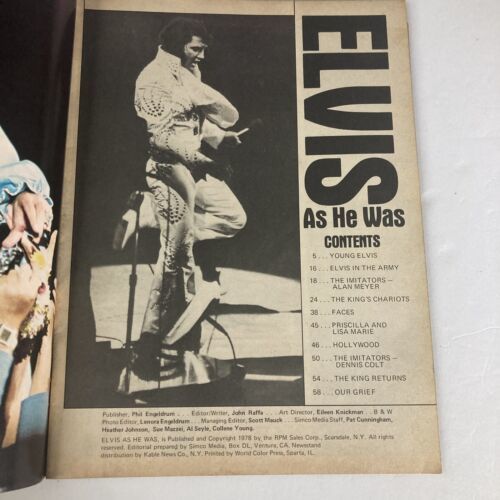 ELVIS
As He Was
CONTENTS
5 . . . YOUNG ELVIS
16 . . . ELVIS IN THE ARMY
18 . . . THE IMITATORS—
ALAN MEYER
24 . . . THE KING'S CHARIOTS
38 . . . FACES
45 . . . PRISCILLA AND
LISA MARIE
46 . . . HOLLYWOOD
50 . . . THE IMITATORS—
DENNIS COLT
54 . . . THE KING RETURNS
58 . . . OUR GRIEF
Publisher, Phil Engeldrum . . . Editor/Writer, John Raffa . . . Art Director, Eileen Knickman . . B & W
Photo Editor, Lenora Engeldrum . . . Managing Editor, Scott Mauck . . Simco Media Staff, Pat Cunningham,
Heather Johnson, Sue Mazzei, Al Seyle, Collene Young.
ELVIS AS HE WAS, is Published and Copyright 1978 by the RPM Sales Corp., Scarsdale, N.Y. All rights
reserved. Editorial prepared by Simco Media, Box DL, Ventura, CA. Newsstand
distribution by Kable News Co., N.Y. Printed by World Color Press, Sparta, IL.